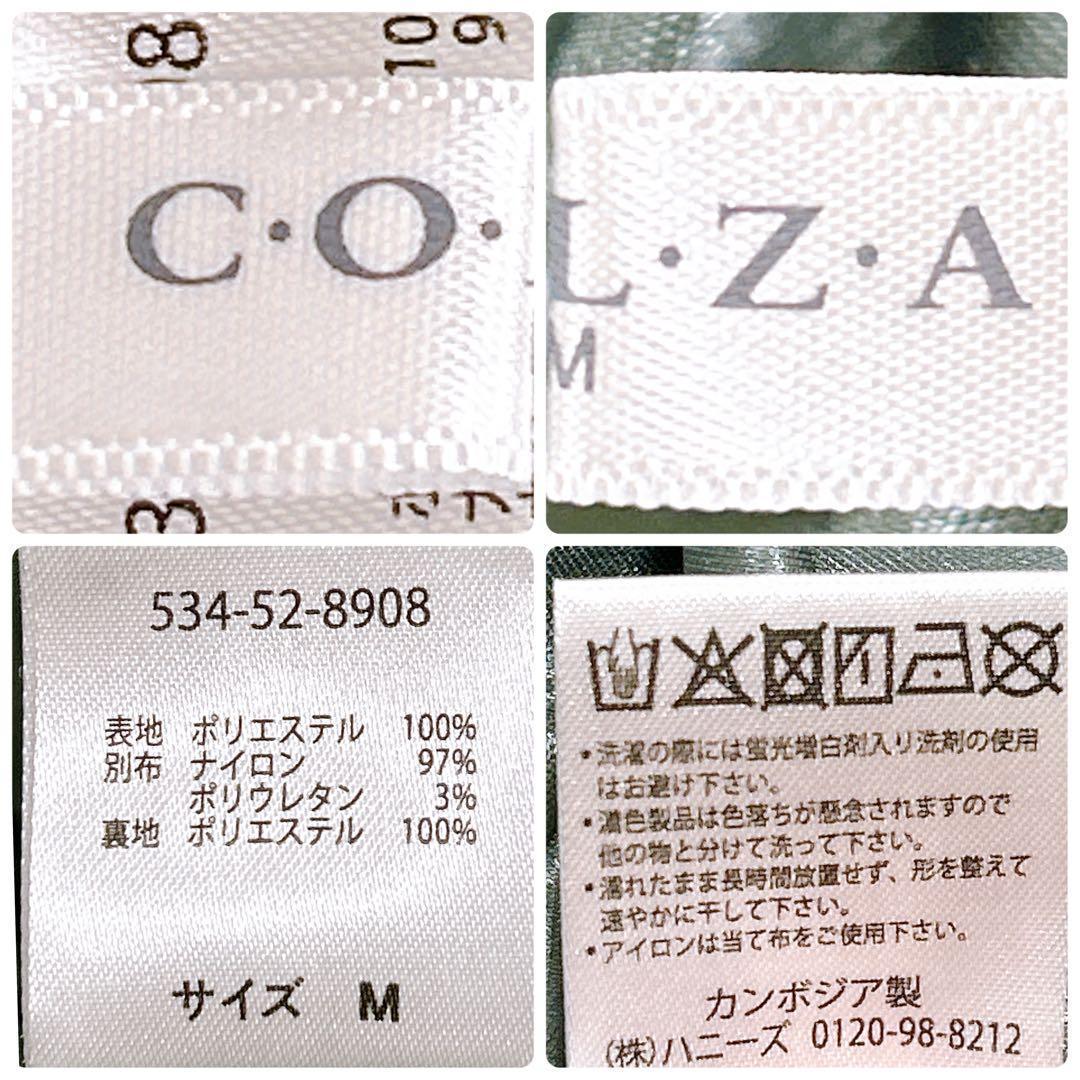 8
10
9
C·O·
3
L·Z·A
M
534-52-8908
表地 ポリエステル 100%
別布 ナイロン 97%
ポリウレタン 3%
裏地 ポリエステル 100%
サイズ M
•洗濯の際には蛍光増白剤入り洗剤の使用
はお避け下さい。
•濃色製品は色落ちが懸念されますので
他の物と分けて洗って下さい。
•濡れたまま長時間放置せず、形を整えて
速やかに干して下さい。
•アイロンは当て布をご使用下さい。
カンボジア製
(株)ハニーズ 0120-98-8212